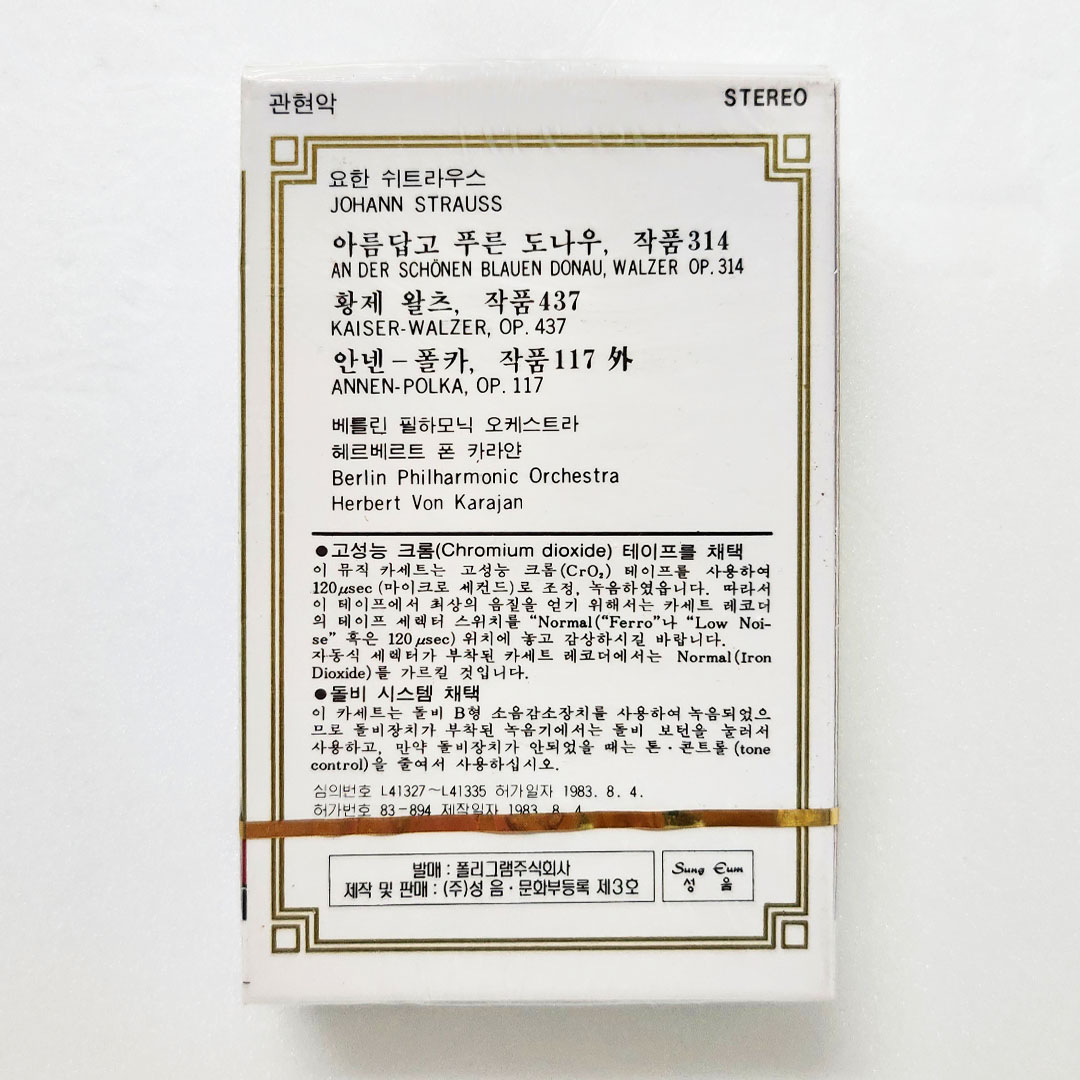 관현악
STEREO
요한 쉬트라우스
JOHANN STRAUSS
아름답고 푸른 도나우, 작품314
AN DER SCHÖNEN BLAUEN DONAU, WALZER OP. 314
황제 왈츠, 작품437
KAISER-WALZER, OP. 437
안넨-폴카, 작품117 外
ANNEN-POLKA, OP. 117
베를린 필하모닉 오케스트라
헤르베르트 폰 카라얀
Berlin Philharmonic Orchestra
Herbert Von Karajan
●고성능 크롬(Chromium dioxide) 테이프를 채택
이 뮤직 카세트는 고성능 크롬(CrO₂) 테이프를 사용하여
120μsec (마이크로 세컨드)로 조정, 녹음하였읍니다. 따라서
이 테이프에서 최상의 음질을 얻기 위해서는 카세트 레코더
의 테이프 세렉터 스위치를 “Normal(“Ferro”나 “Low Noi-
se” 혹은 120μsec) 위치에 놓고 감상하시길 바랍니다.
자동식 세렉터가 부착된 카세트 레코더에서는 Normal(Iron
Dioxide)를 가르킬 것입니다.
●돌비 시스템 채택
이 카세트는 돌비 B형 소음감소장치를 사용하여 녹음되었으
므로 돌비장치가 부착된 녹음기에서는 돌비 보턴을 눌러서
사용하고, 만약 돌비장치가 안되었을 때는 톤·콘트롤(tone
control)을 줄여서 사용하십시오.
심의번호 L41327~L41335 허가일자 1983. 8. 4.
허가번호 83-894 제작일자 1983. 8. 4
발매 : 폴리그램주식회사
제작 및 판매 : (주)성 음·문화부등록 제3호
Sung Eum
성 음